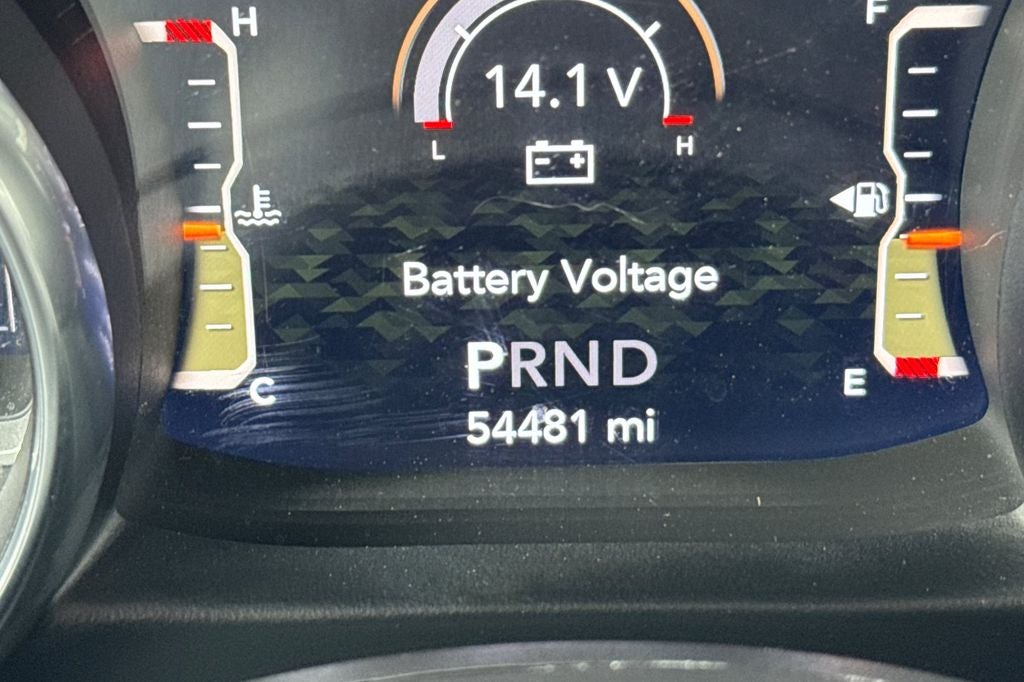 H
F
14.1 V
L
H
Battery Voltage
PRND
C
E
54481 mi